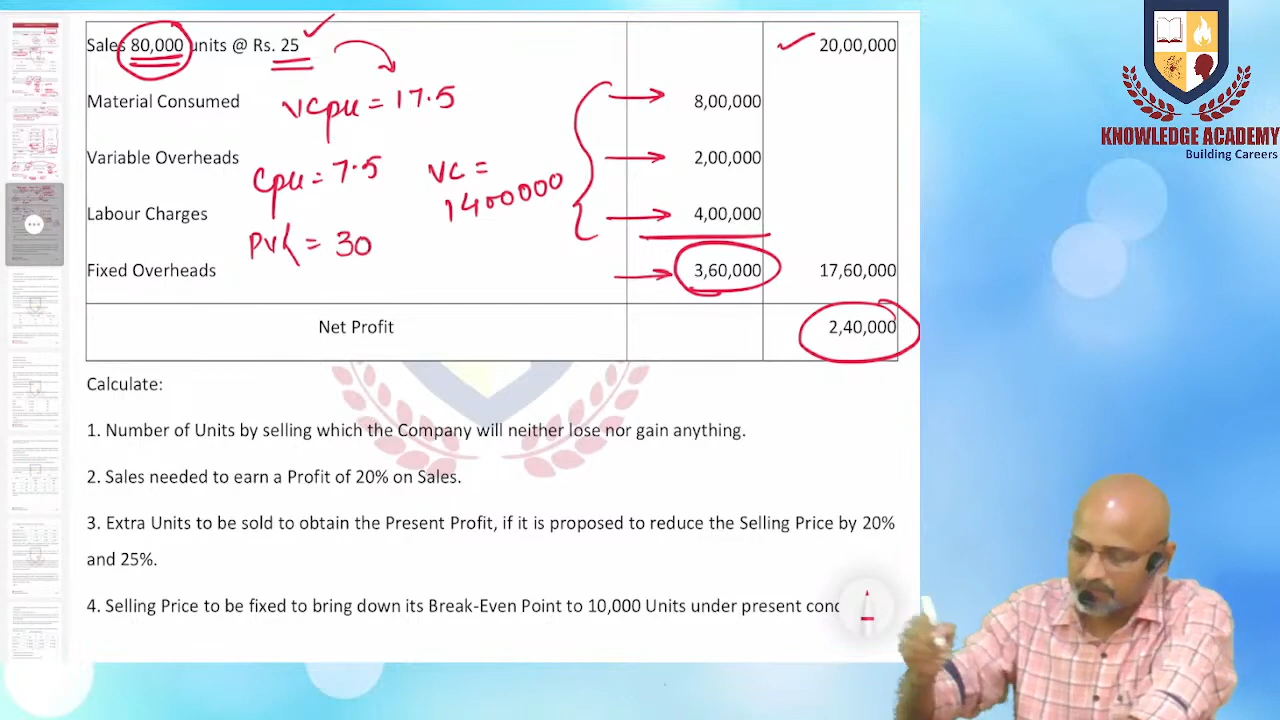 Sales 80,000 units @ Rs. 25 20,00,000
Material Consumed 8,00,000
vcpu = 17.5
Variable Overheads 2,00,000
cpu = 7.5
VC =
1400000
Labour Charges 4,00,000
PVR = 30
Fixed Overheads 3,60,000 17,60,000
Net Profit 2,40,000
Calculate:
1. Number of Units by selling which the Company will neither lose nor gain anything.
2. Sales needed to earn a Profit of 20% on Sales.
3. Extra Units to be sold to obtain the Present Profit, if it is proposed to reduce the Selling Price by 20%
and 25%.
4. Selling Price to be fixed to bring down its Break-Even Point to 10,000 Units under present
KNOWLEDGE ACADEMY
Building Careers